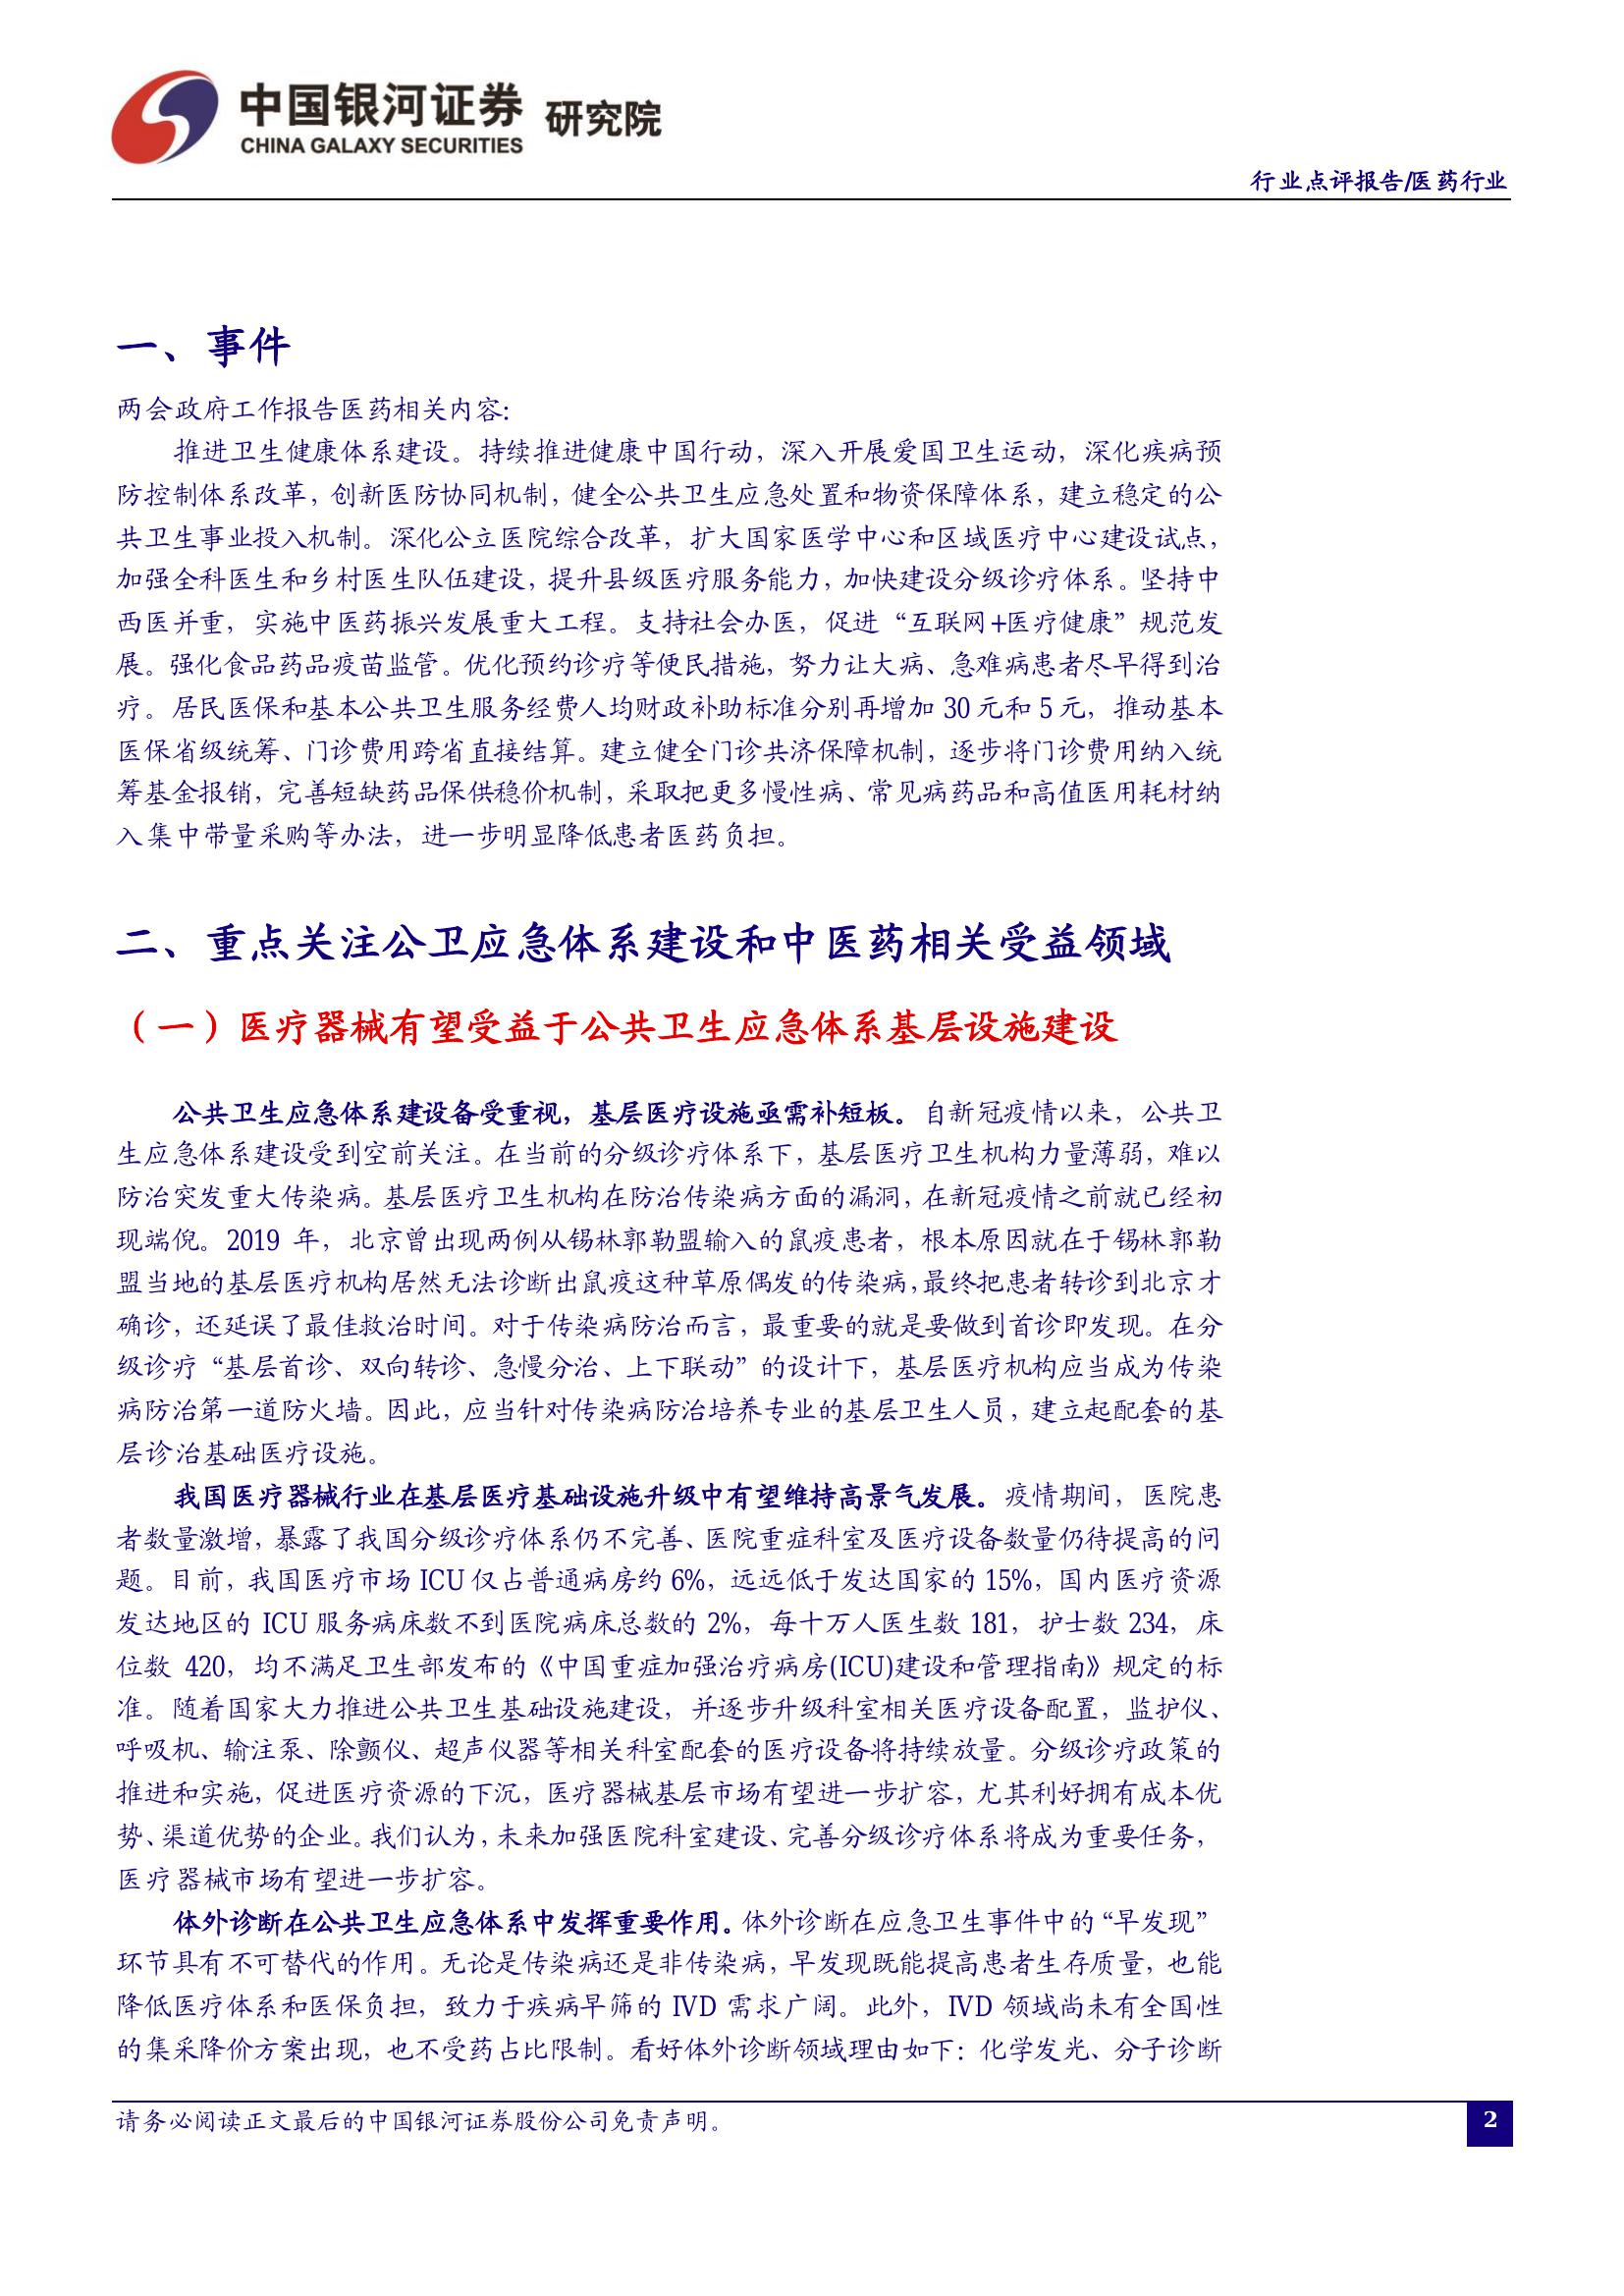 中国银河证券 研究院
CHINA GALAXY SECURITIES
行业点评报告/医药行业
一、事件
两会政府工作报告医药相关内容:
推进卫生健康体系建设。持续推进健康中国行动，深入开展爱国卫生运动，深化疾病预
防控制体系改革，创新医防协同机制，健全公共卫生应急处置和物资保障体系，建立稳定的公
共卫生事业投入机制。深化公立医院综合改革，扩大国家医学中心和区域医疗中心建设试点，
加强全科医生和乡村医生队伍建设，提升县级医疗服务能力，加快建设分级诊疗体系。坚持中
西医并重，实施中医药振兴发展重大工程。支持社会办医，促进“互联网+医疗健康”规范发
展。强化食品药品疫苗监管。优化预约诊疗等便民措施，努力让大病、急难病患者尽早得到治
疗。居民医保和基本公共卫生服务经费人均财政补助标准分别再增加 30 元和 5 元，推动基本
医保省级统筹、门诊费用跨省直接结算。建立健全门诊共济保障机制，逐步将门诊费用纳入统
筹基金报销，完善短缺药品保供稳价机制，采取把更多慢性病、常见病药品和高值医用耗材纳
入集中带量采购等办法，进一步明显降低患者医药负担。
二、重点关注公卫应急体系建设和中医药相关受益领域
（一）医疗器械有望受益于公共卫生应急体系基层设施建设
公共卫生应急体系建设备受重视，基层医疗设施亟需补短板。自新冠疫情以来，公共卫
生应急体系建设受到空前关注。在当前的分级诊疗体系下，基层医疗卫生机构力量薄弱，难以
防治突发重大传染病。基层医疗卫生机构在防治传染病方面的漏洞，在新冠疫情之前就已经初
现端倪。2019 年，北京曾出现两例从锡林郭勒盟输入的鼠疫患者，根本原因就在于锡林郭勒
盟当地的基层医疗机构居然无法诊断出鼠疫这种草原偶发的传染病，最终把患者转诊到北京才
确诊，还延误了最佳救治时间。对于传染病防治而言，最重要的就是要做到首诊即发现。在分
级诊疗“基层首诊、双向转诊、急慢分治、上下联动”的设计下，基层医疗机构应当成为传染
病防治第一道防火墙。因此，应当针对传染病防治培养专业的基层卫生人员，建立起配套的基
层诊治基础医疗设施。
我国医疗器械行业在基层医疗基础设施升级中有望维持高景气发展。疫情期间，医院患
者数量激增，暴露了我国分级诊疗体系仍不完善、医院重症科室及医疗设备数量仍待提高的问
题。目前，我国医疗市场 ICU 仅占普通病房约 6%，远远低于发达国家的 15%，国内医疗资源
发达地区的 ICU 服务病床数不到医院病床总数的 2%，每十万人医生数 181，护士数 234，床
位数 420，均不满足卫生部发布的《中国重症加强治疗病房(ICU)建设和管理指南》规定的标
准。随着国家大力推进公共卫生基础设施建设，并逐步升级科室相关医疗设备配置，监护仪、
呼吸机、输注泵、除颤仪、超声仪器等相关科室配套的医疗设备将持续放量。分级诊疗政策的
推进和实施，促进医疗资源的下沉，医疗器械基层市场有望进一步扩容，尤其利好拥有成本优
势、渠道优势的企业。我们认为，未来加强医院科室建设、完善分级诊疗体系将成为重要任务，
医疗器械市场有望进一步扩容。
体外诊断在公共卫生应急体系中发挥重要作用。体外诊断在应急卫生事件中的“早发现”
环节具有不可替代的作用。无论是传染病还是非传染病，早发现既能提高患者生存质量，也能
降低医疗体系和医保负担，致力于疾病早筛的 IVD 需求广阔。此外，IVD 领域尚未有全国性
的集采降价方案出现，也不受药占比限制。看好体外诊断领域理由如下：化学发光、分子诊断
请务必阅读正文最后的中国银河证券股份公司免责声明。
2